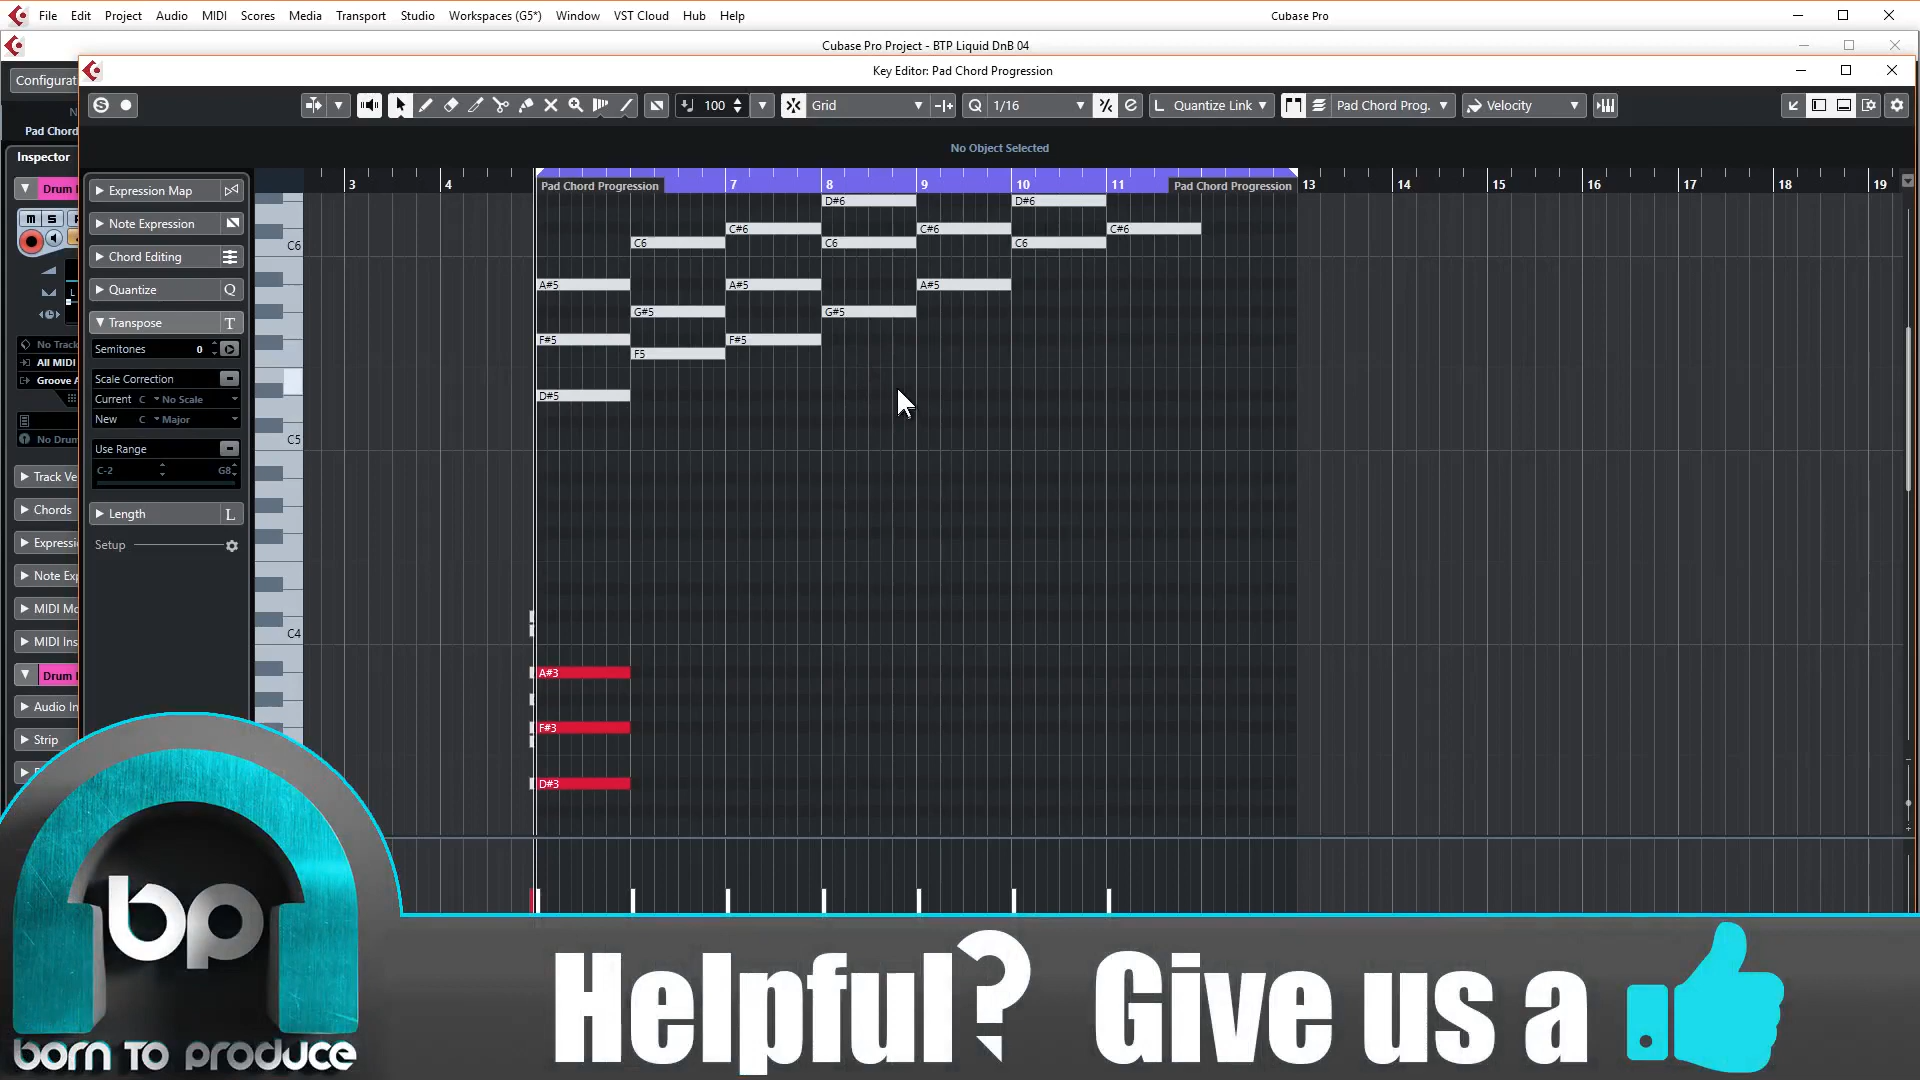 File Edit Project Audio MIDI Scores Media Transport Studio Workspaces (G5*) Window VST Cloud Hub Help Cubase Pro
Cubase Pro Project - BTP Liquid DnB 04
Key Editor: Pad Chord Progression
Configurat
100 Grid 1/16 Quantize Link Pad Chord Prog. Velocity
Pad Chord
No Object Selected
Inspector
3 4 Pad Chord Progression 7 8 9 10 11 Pad Chord Progression 13 14 15 16 17 18 19
Drum
M S
Expression Map
Note Expression
Chord Editing
Quantize Q
Transpose T
Semitones 0
Scale Correction
Current C No Scale
New C Major
Use Range
C-2 G8
Length L
Setup
No Track
All MIDI
Groove A
No Drum
Track Ve
Chords
Expressi
Note Exp
MIDI Mo
MIDI Ins
Drum
Audio In
Strip
C6
C5
C4
D#6 D#6
C#6 C#6 C#6
C6 C6 C6
A#5 A#5 A#5
G#5 G#5
F#5 F#5
F5
D#5
A#3
F#3
D#3
bp
BORN TO PRODUCE
Helpful? Give us a